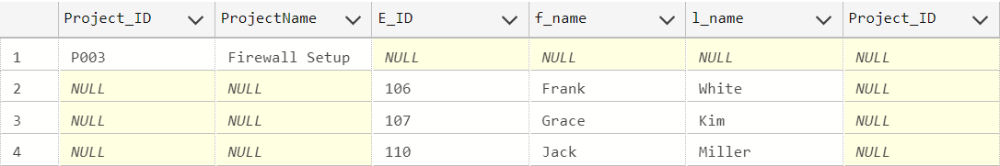 Project_ID ProjectName E_ID f_name l_name Project_ID
1 P003 Firewall Setup NULL NULL NULL NULL
2 NULL NULL 106 Frank White NULL
3 NULL NULL 107 Grace Kim NULL
4 NULL NULL 110 Jack Miller NULL